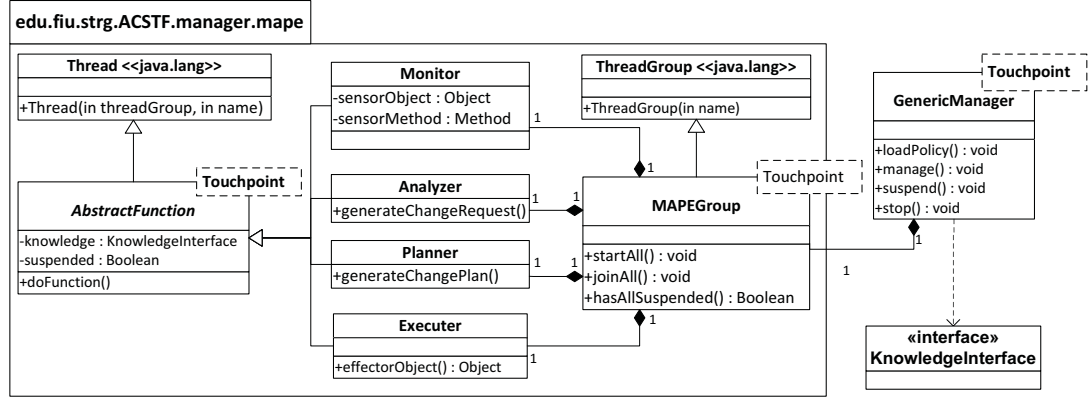 edu.fiu.strg.ACSTF.manager.mape
Thread <<java.lang>>
+Thread(in threadGroup, in name)
Touchpoint
AbstractFunction
-knowledge : KnowledgeInterface
-suspended : Boolean
+doFunction()
Monitor
-sensorObject : Object
-sensorMethod : Method
1
Analyzer
+generateChangeRequest()
1
1
Planner
+generateChangePlan()
1
1
Executer
+effectorObject() : Object
1
ThreadGroup <<java.lang>>
+ThreadGroup(in name)
1
Touchpoint
MAPEGroup
+startAll() : void
+joinAll() : void
+hasAllSuspended() : Boolean
1
1
Touchpoint
GenericManager
+loadPolicy() : void
+manage() : void
+suspend() : void
+stop() : void
1
«interface»
KnowledgeInterface